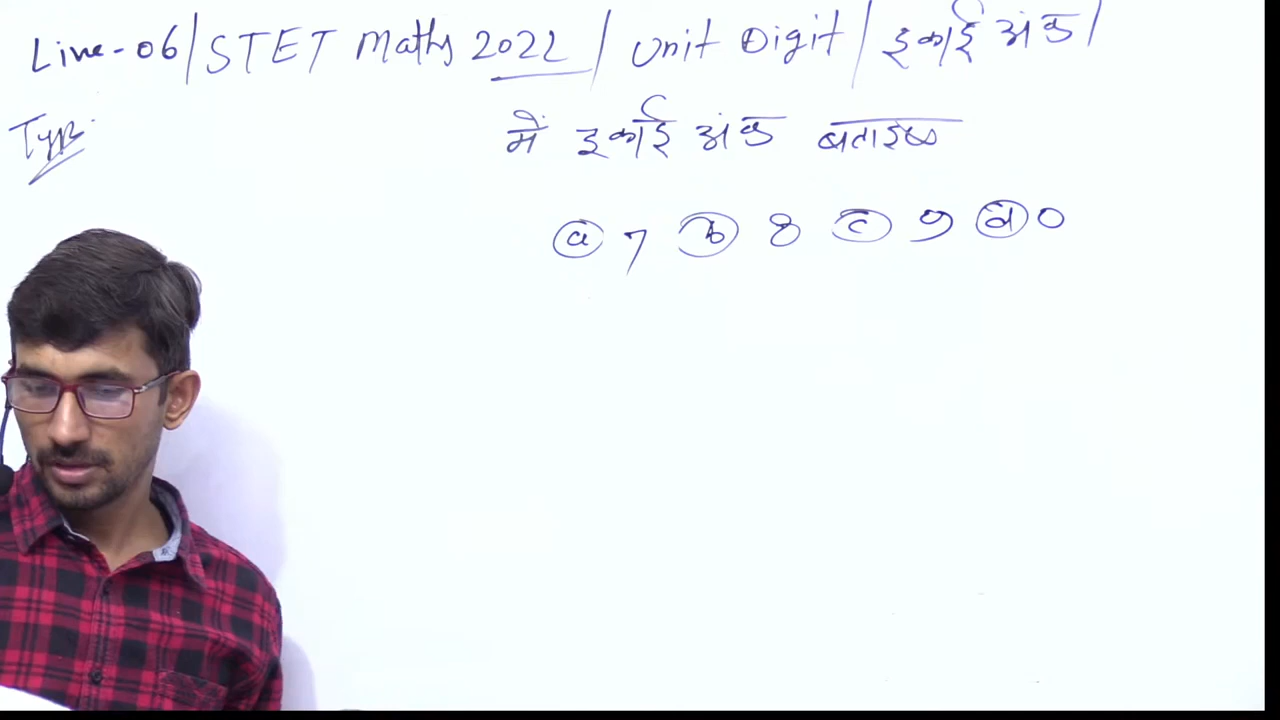 Live-06/STET Maths 2022/Unit Digit/इकाई अंक/
Type
में इकाई अंक बताइए
(a) 7 (b) 8 (c) 9 (d) 0